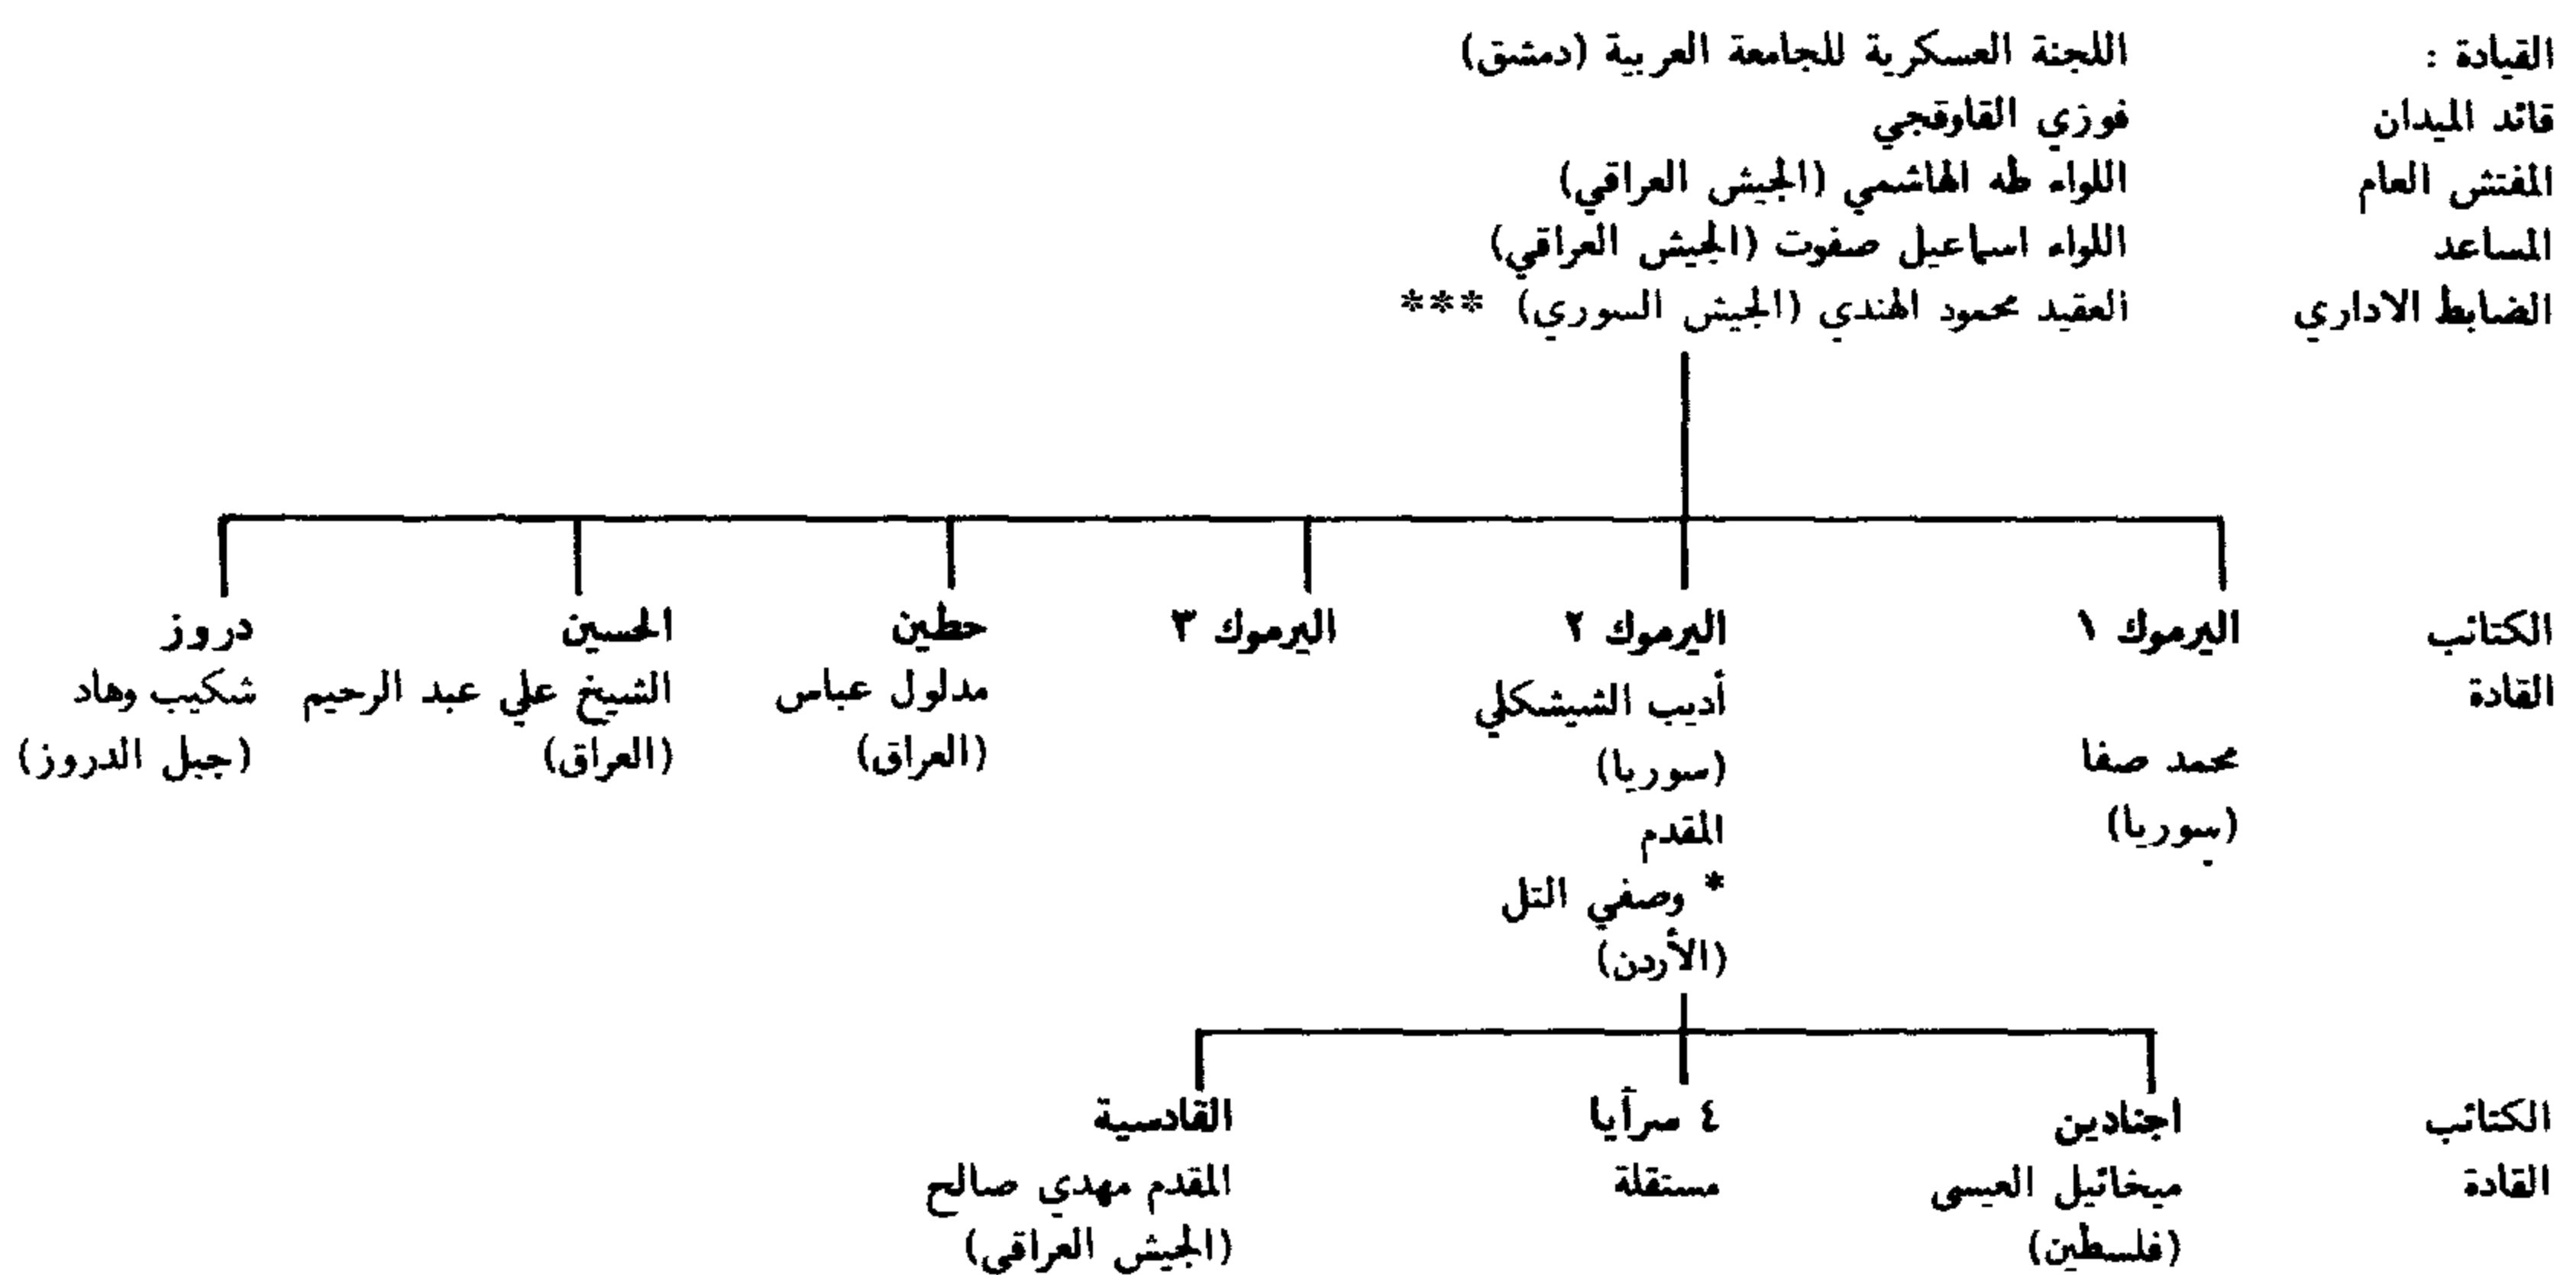 القيادة : اللجنة العسكرية للجامعة العربية (دمشق)
قائد الميدان فوزي القاوقجي
المفتش العام اللواء طه الهاشمي (الجيش العراقي)
المساعد اللواء اسماعيل صفوت (الجيش العراقي)
الضابط الاداري العقيد محمود الهندي (الجيش السوري) ***
الكتائب اليرموك ١ اليرموك ٢ اليرموك ٣ حطين الحسين دروز
القادة أديب الشيشكلي مدلول عباس الشيخ علي عبد الرحيم شكيب وهاد
محمد صفا (سوريا) (العراق) (العراق) (جبل الدروز)
(سوريا) المقدم
* وصفي التل
(الأردن)
الكتائب اجنادين ٤ سرأيا القادسية
القادة ميخائيل العيسى مستقلة المقدم مهدي صالح
(فلسطين) (الجيش العراقي)